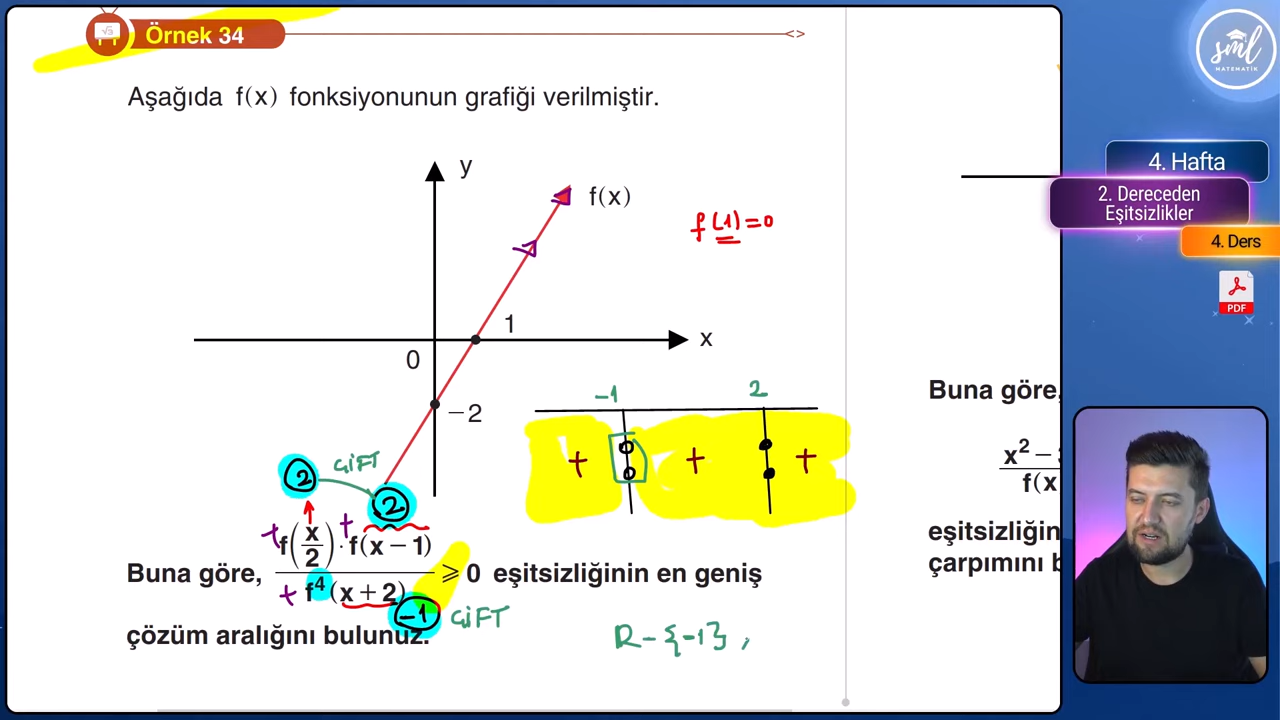 Örnek 34
<>
Aşağıda f(x) fonksiyonunun grafiği verilmiştir.
y
f(x)
f(1)=0
1
x
0
-2
-1 2
+ + +
2 ÇİFT 2
+ +
f(x/2)·f(x-1)
Buna göre, ⩾0 eşitsizliğinin en geniş
+ f⁴(x+2)
-1 ÇİFT
çözüm aralığını bulunuz.
R-{-1},
Buna göre,
x²-
f(x
eşitsizliğin
çarpımını b
sml
MATEMATİK
4. Hafta
2. Dereceden
Eşitsizlikler
4. Ders
PDF